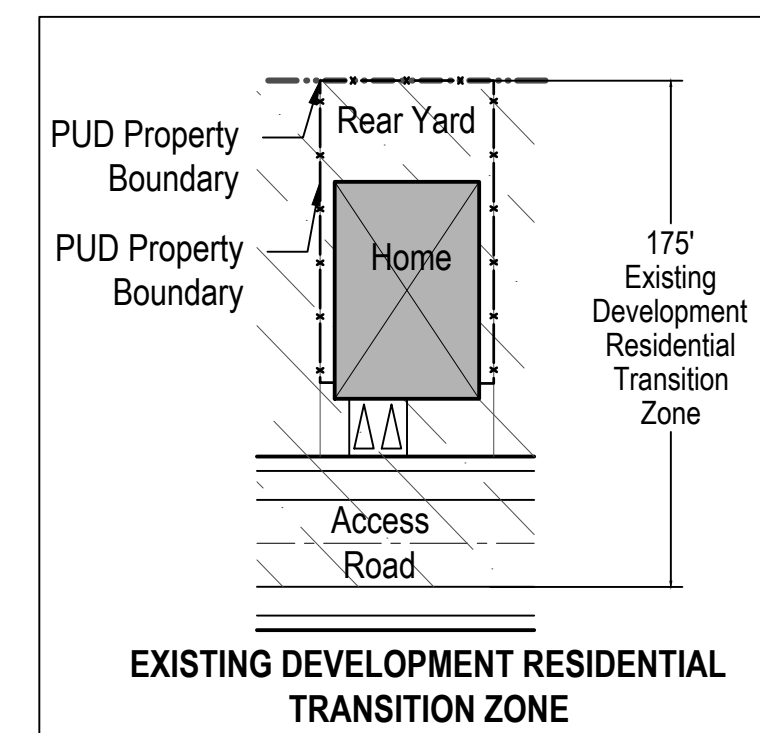 PUD Property
Boundary
PUD Property
Boundary
Rear Yard
Home
175'
Existing
Development
Residential
Transition
Zone
Access
Road
EXISTING DEVELOPMENT RESIDENTIAL
TRANSITION ZONE